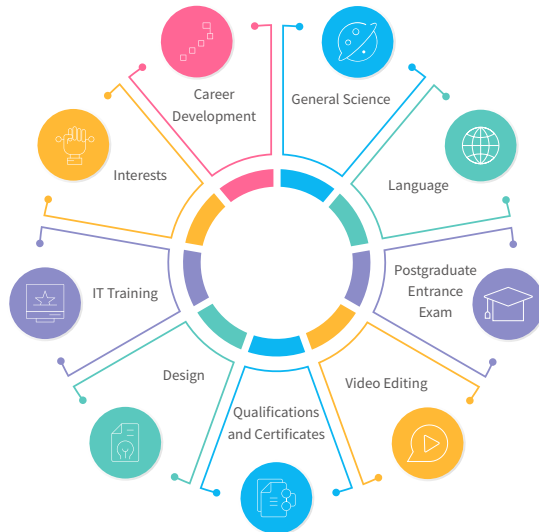 Career
Development
General Science
Interests
Language
IT Training
Postgraduate
Entrance
Exam
Design
Video Editing
Qualifications
and Certificates